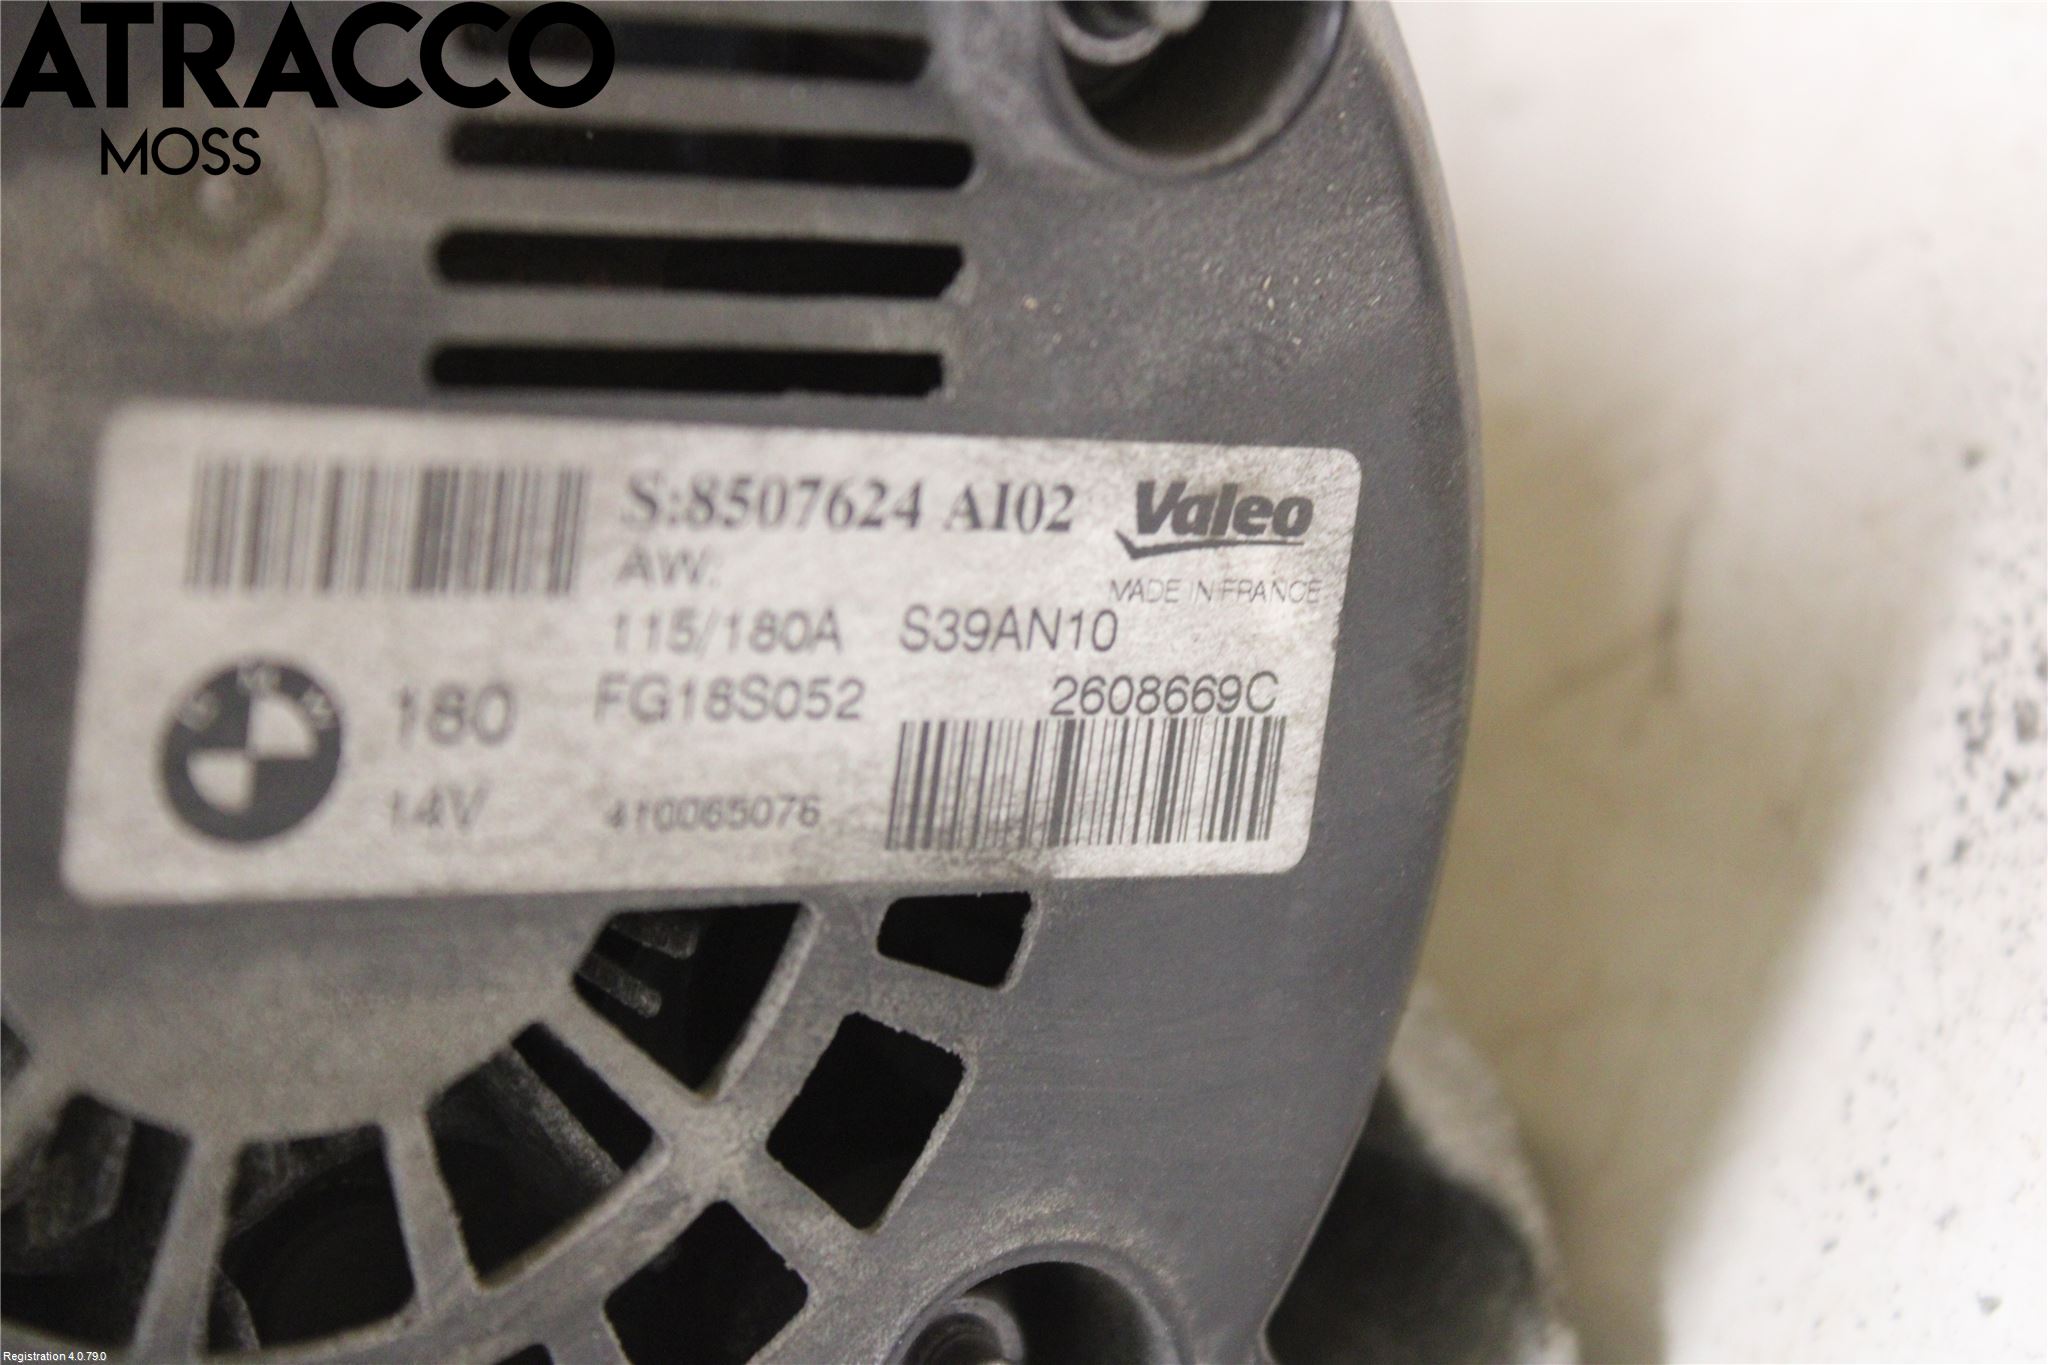 ATRACCO
MOSS
S:8507624 AI02
Valeo
AW:
MADE IN FRANCE
115/180A S39AN10
BMW
180 FG18S052 2608669C
14V 410065076
Registration 4.0.79.0